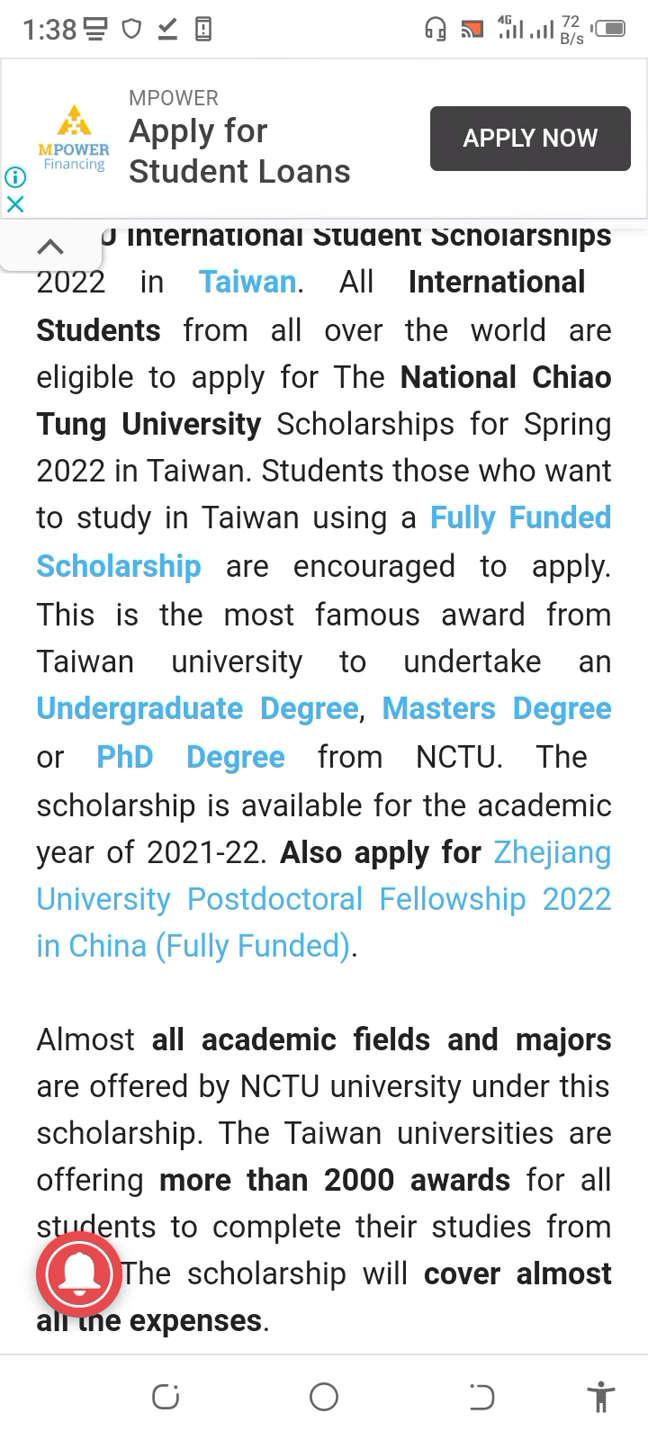 1:38
4G
72
B/s
MPOWER
Apply for
Student Loans
APPLY NOW
MPOWER
Financing
International Student Scholarships
2022 in Taiwan. All International
Students from all over the world are
eligible to apply for The National Chiao
Tung University Scholarships for Spring
2022 in Taiwan. Students those who want
to study in Taiwan using a Fully Funded
Scholarship are encouraged to apply.
This is the most famous award from
Taiwan university to undertake an
Undergraduate Degree, Masters Degree
or PhD Degree from NCTU. The
scholarship is available for the academic
year of 2021-22. Also apply for Zhejiang
University Postdoctoral Fellowship 2022
in China (Fully Funded).
Almost all academic fields and majors
are offered by NCTU university under this
scholarship. The Taiwan universities are
offering more than 2000 awards for all
students to complete their studies from
The scholarship will cover almost
all the expenses.